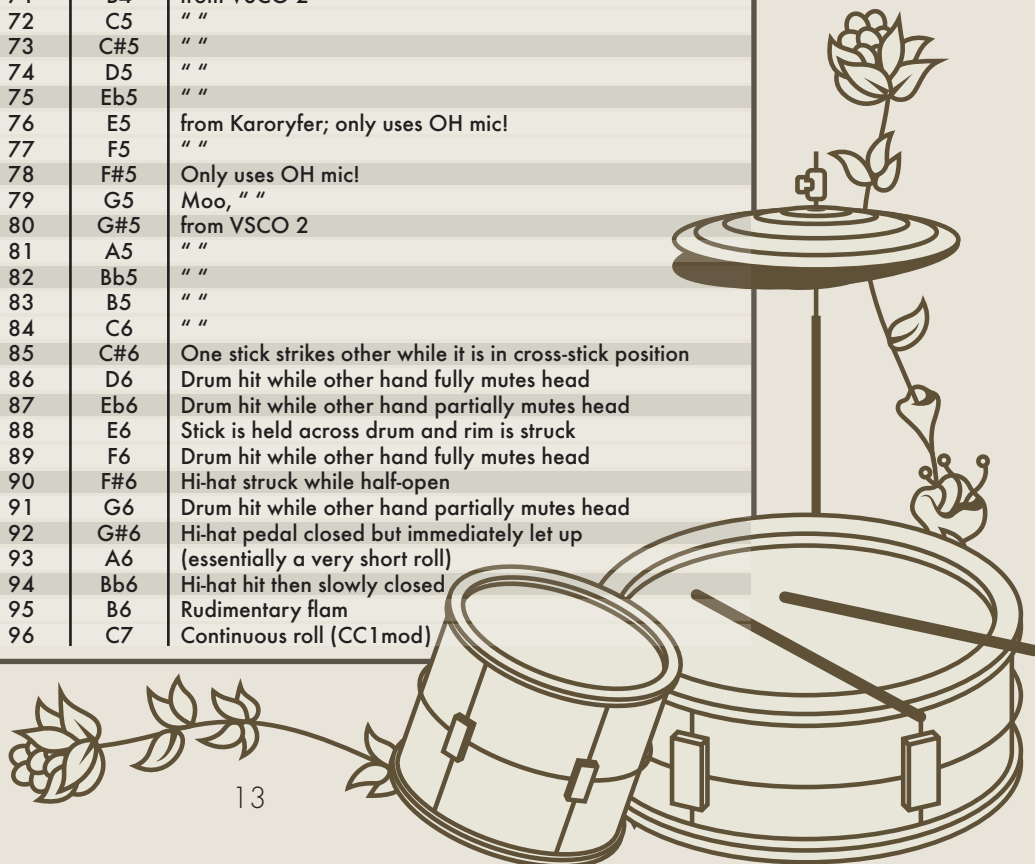 from VSCO 2
72 C5 “ “
73 C#5 “ “
74 D5 “ “
75 Eb5 “ “
76 E5 from Karoryfer; only uses OH mic!
77 F5 “ “
78 F#5 Only uses OH mic!
79 G5 Moo, “ “
80 G#5 from VSCO 2
81 A5 “ “
82 Bb5 “ “
83 B5 “ “
84 C6 “ “
85 C#6 One stick strikes other while it is in cross-stick position
86 D6 Drum hit while other hand fully mutes head
87 Eb6 Drum hit while other hand partially mutes head
88 E6 Stick is held across drum and rim is struck
89 F6 Drum hit while other hand fully mutes head
90 F#6 Hi-hat struck while half-open
91 G6 Drum hit while other hand partially mutes head
92 G#6 Hi-hat pedal closed but immediately let up
93 A6 (essentially a very short roll)
94 Bb6 Hi-hat hit then slowly closed
95 B6 Rudimentary flam
96 C7 Continuous roll (CC1mod)
13